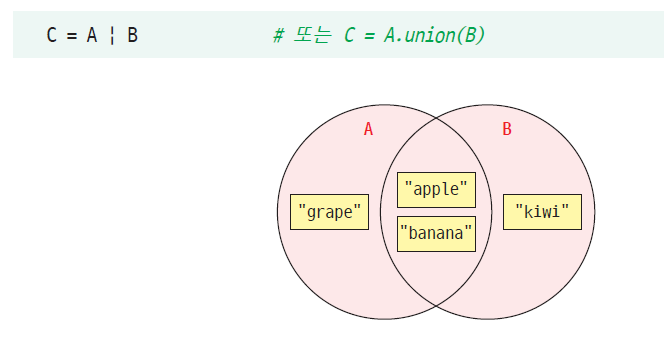 C = A ¦ B # 또는 C = A.union(B)
A B
"apple"
"grape" "kiwi"
"banana"